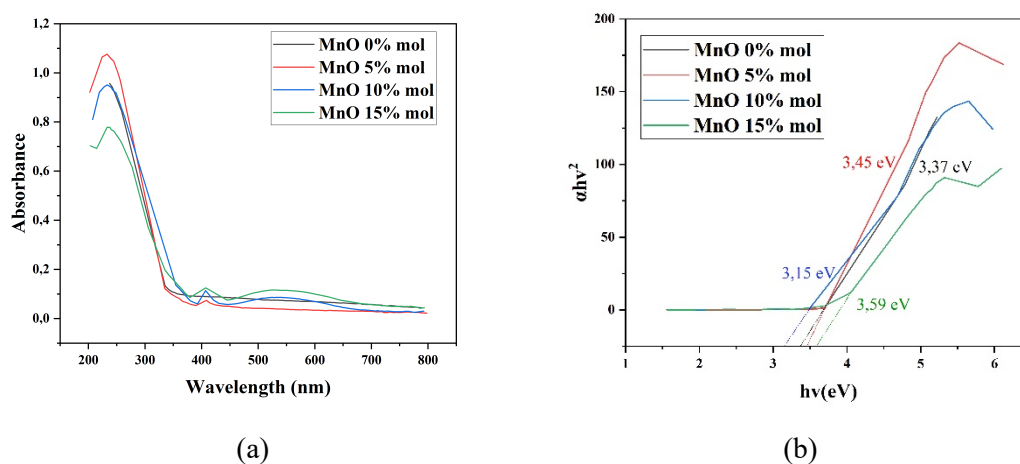 1,2
1,0
0,8
0,6
0,4
0,2
0,0
Absorbance
MnO 0% mol
MnO 5% mol
MnO 10% mol
MnO 15% mol
200 300 400 500 600 700 800
Wavelength (nm)
(a)
200
150
100
50
0
αhν²
MnO 0% mol
MnO 5% mol
MnO 10% mol
MnO 15% mol
3,45 eV
3,37 eV
3,15 eV
3,59 eV
1 2 3 4 5 6
hν(eV)
(b)